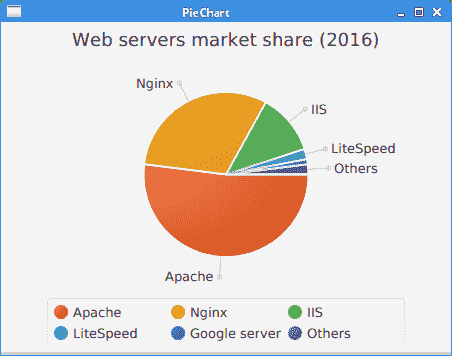 PieChart
Web servers market share (2016)
Nginx
IIS
LiteSpeed
Others
Apache
Apache Nginx IIS
LiteSpeed Google server Others